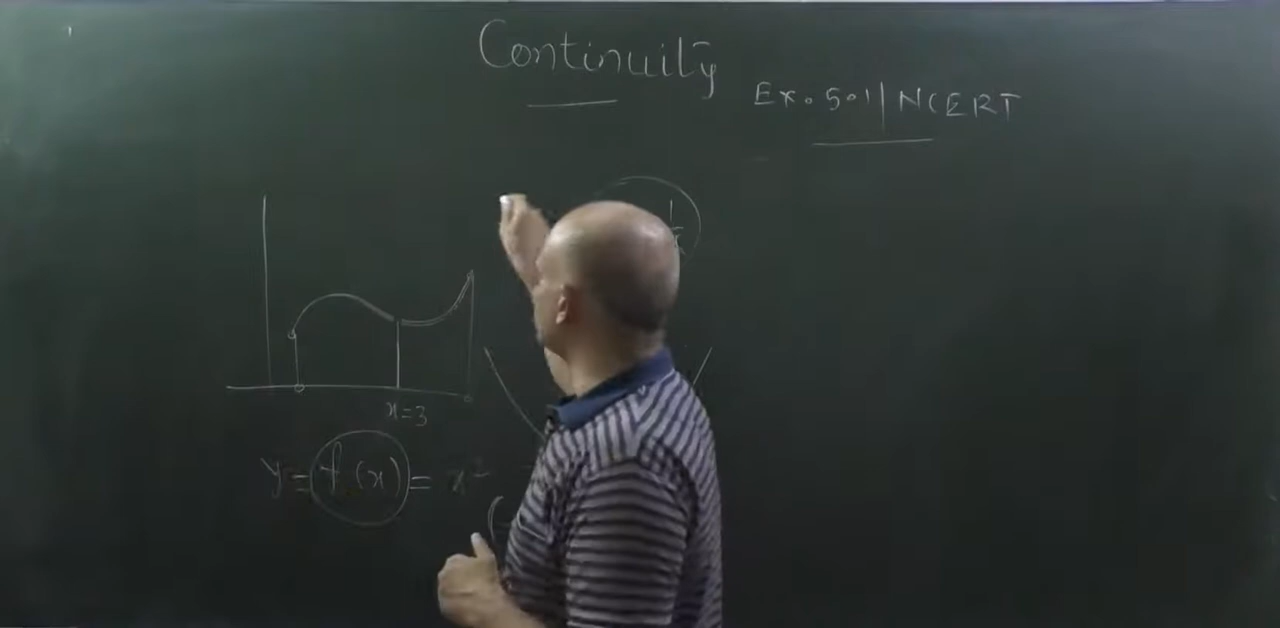 Continuity
Ex. 5.1 | NCERT
x=3
y = f(x) = x²